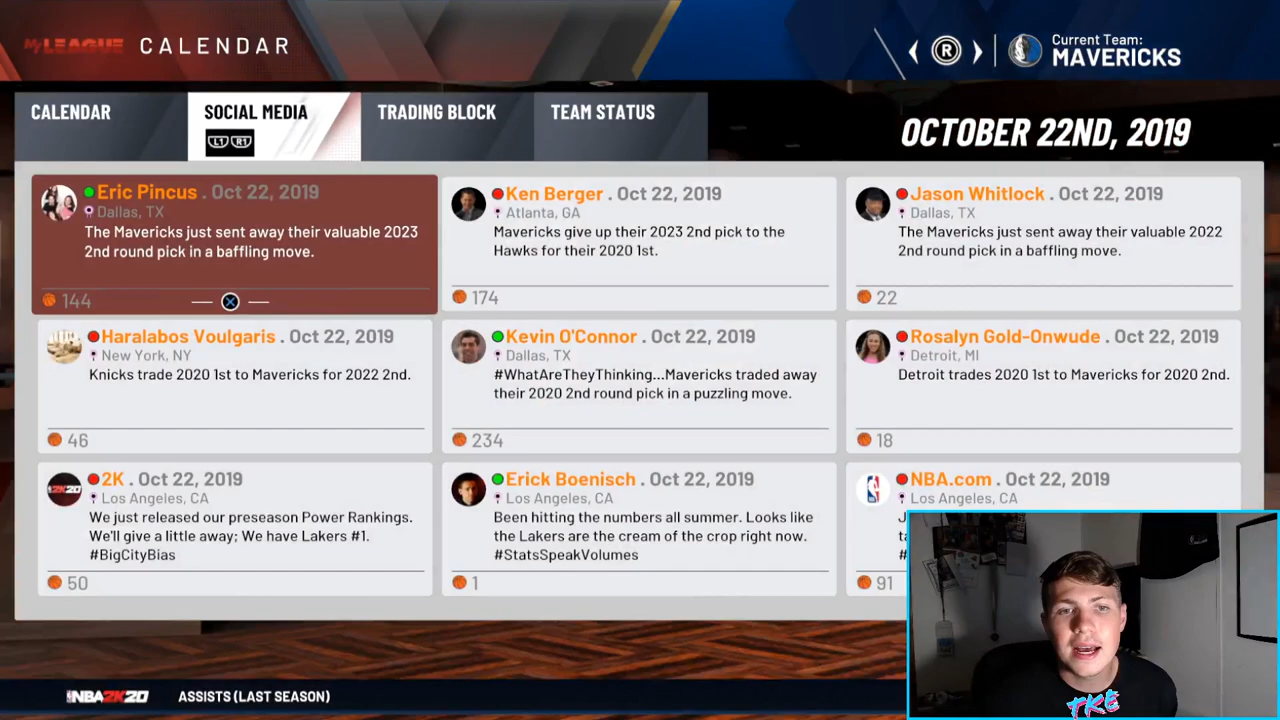 MyLEAGUE CALENDAR
R
Current Team:
MAVERICKS
CALENDAR
SOCIAL MEDIA
L1 R1
TRADING BLOCK
TEAM STATUS
OCTOBER 22ND, 2019
Eric Pincus . Oct 22, 2019
Dallas, TX
The Mavericks just sent away their valuable 2023
2nd round pick in a baffling move.
144
Ken Berger . Oct 22, 2019
Atlanta, GA
Mavericks give up their 2023 2nd pick to the
Hawks for their 2020 1st.
174
Jason Whitlock . Oct 22, 2019
Dallas, TX
The Mavericks just sent away their valuable 2022
2nd round pick in a baffling move.
22
Haralabos Voulgaris . Oct 22, 2019
New York, NY
Knicks trade 2020 1st to Mavericks for 2022 2nd.
46
Kevin O'Connor . Oct 22, 2019
Dallas, TX
#WhatAreTheyThinking...Mavericks traded away
their 2020 2nd round pick in a puzzling move.
234
Rosalyn Gold-Onwude . Oct 22, 2019
Detroit, MI
Detroit trades 2020 1st to Mavericks for 2020 2nd.
18
2K . Oct 22, 2019
Los Angeles, CA
We just released our preseason Power Rankings.
We'll give a little away; We have Lakers #1.
#BigCityBias
50
Erick Boenisch . Oct 22, 2019
Los Angeles, CA
Been hitting the numbers all summer. Looks like
the Lakers are the cream of the crop right now.
#StatsSpeakVolumes
1
NBA.com . Oct 22, 2019
Los Angeles, CA
91
TKE
NBA2K20
ASSISTS (LAST SEASON)